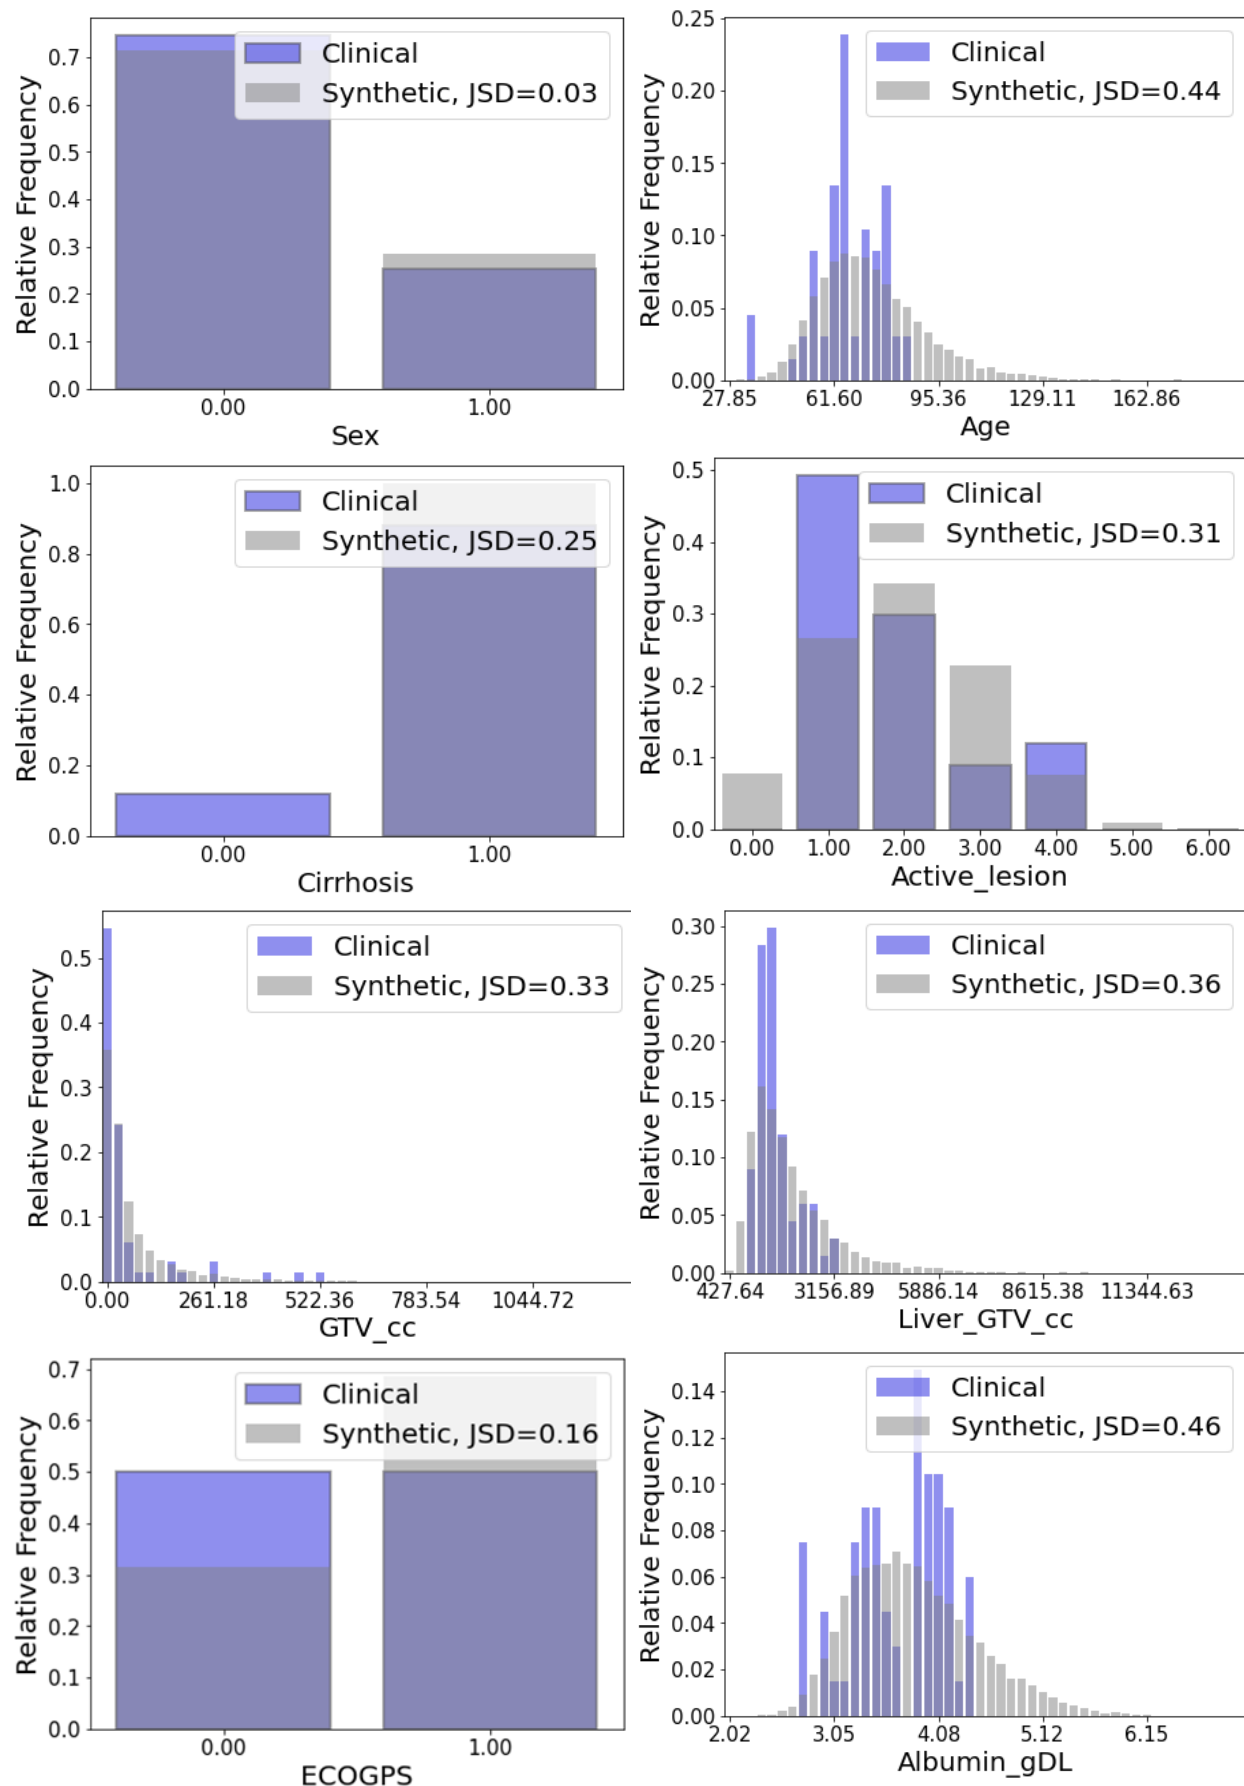 Relative Frequency
0.7
0.6
0.5
0.4
0.3
0.2
0.1
0.0
Clinical
Synthetic, JSD=0.03
0.00 1.00
Sex
Relative Frequency
0.25
0.20
0.15
0.10
0.05
0.00
Clinical
Synthetic, JSD=0.44
27.85 61.60 95.36 129.11 162.86
Age
Relative Frequency
1.0
0.8
0.6
0.4
0.2
0.0
Clinical
Synthetic, JSD=0.25
0.00 1.00
Cirrhosis
Relative Frequency
0.5
0.4
0.3
0.2
0.1
0.0
Clinical
Synthetic, JSD=0.31
0.00 1.00 2.00 3.00 4.00 5.00 6.00
Active_lesion
Relative Frequency
0.5
0.4
0.3
0.2
0.1
0.0
Clinical
Synthetic, JSD=0.33
0.00 261.18 522.36 783.54 1044.72
GTV_cc
Relative Frequency
0.30
0.25
0.20
0.15
0.10
0.05
0.00
Clinical
Synthetic, JSD=0.36
427.64 3156.89 5886.14 8615.38 11344.63
Liver_GTV_cc
Relative Frequency
0.7
0.6
0.5
0.4
0.3
0.2
0.1
0.0
Clinical
Synthetic, JSD=0.16
0.00 1.00
ECOGPS
Relative Frequency
0.14
0.12
0.10
0.08
0.06
0.04
0.02
0.00
Clinical
Synthetic, JSD=0.46
2.02 3.05 4.08 5.12 6.15
Albumin_gDL